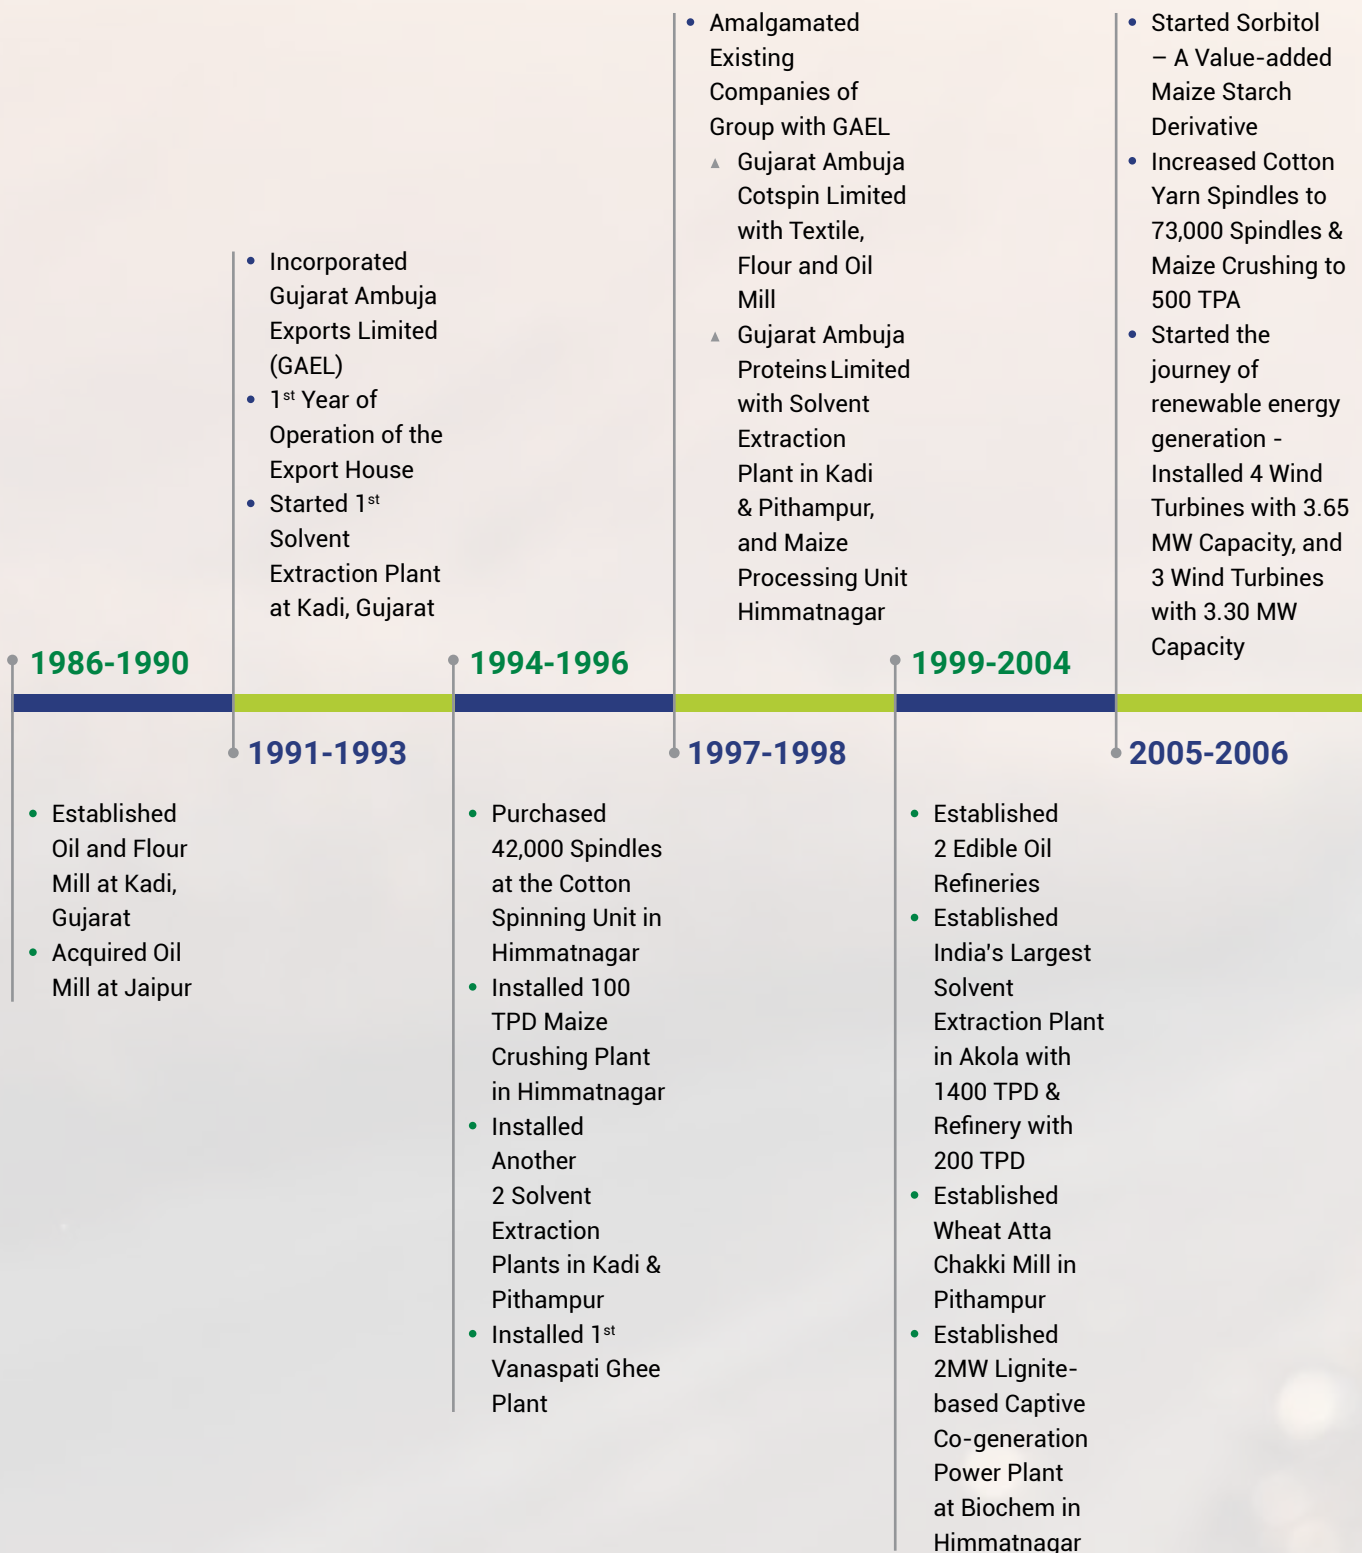 1986-1990
Established
Oil and Flour
Mill at Kadi,
Gujarat
Acquired Oil
Mill at Jaipur
Incorporated
Gujarat Ambuja
Exports Limited
(GAEL)
1st Year of
Operation of the
Export House
Started 1st
Solvent
Extraction Plant
at Kadi, Gujarat
1991-1993
1994-1996
Purchased
42,000 Spindles
at the Cotton
Spinning Unit in
Himmatnagar
Installed 100
TPD Maize
Crushing Plant
in Himmatnagar
Installed
Another
2 Solvent
Extraction
Plants in Kadi &
Pithampur
Installed 1st
Vanaspati Ghee
Plant
Amalgamated
Existing
Companies of
Group with GAEL
Gujarat Ambuja
Cotspin Limited
with Textile,
Flour and Oil
Mill
Gujarat Ambuja
Proteins Limited
with Solvent
Extraction
Plant in Kadi
& Pithampur,
and Maize
Processing Unit
Himmatnagar
1997-1998
1999-2004
Established
2 Edible Oil
Refineries
Established
India's Largest
Solvent
Extraction Plant
in Akola with
1400 TPD &
Refinery with
200 TPD
Established
Wheat Atta
Chakki Mill in
Pithampur
Established
2MW Lignite-
based Captive
Co-generation
Power Plant
at Biochem in
Himmatnagar
Started Sorbitol
– A Value-added
Maize Starch
Derivative
Increased Cotton
Yarn Spindles to
73,000 Spindles &
Maize Crushing to
500 TPA
Started the
journey of
renewable energy
generation -
Installed 4 Wind
Turbines with 3.65
MW Capacity, and
3 Wind Turbines
with 3.30 MW
Capacity
2005-2006